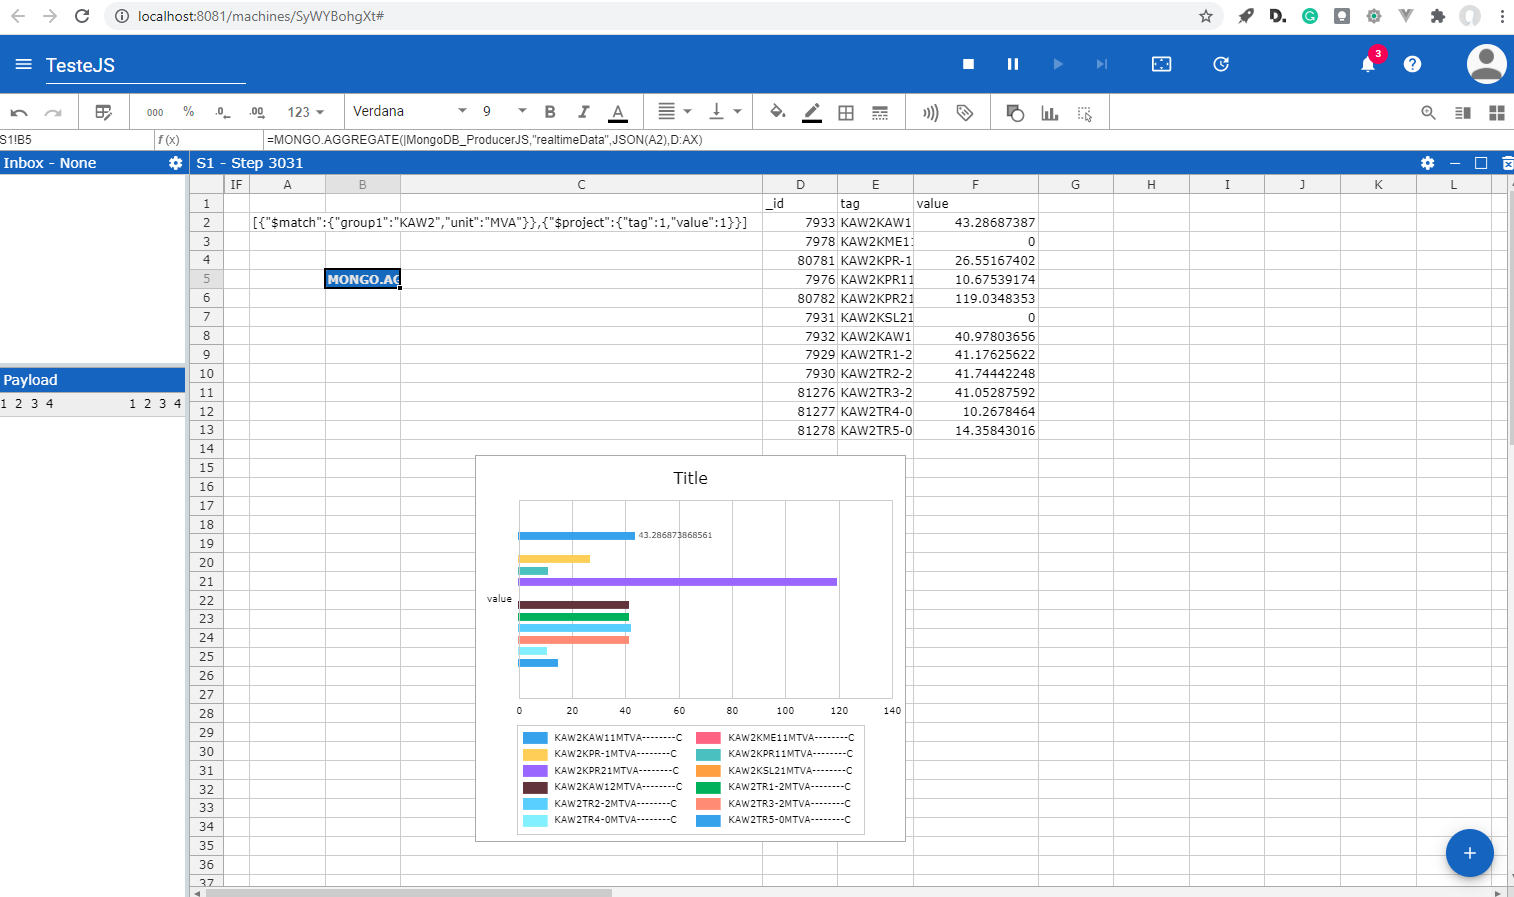 localhost:8081/machines/SyWYBohgXt#
TesteJS
3
000 % .0 .00 123 Verdana 9 B I A
S1!B5 f (x) =MONGO.AGGREGATE(|MongoDB_ProducerJS,"realtimeData",JSON(A2),D:AX)
Inbox - None
S1 - Step 3031
IF A B C D E F G H I J K L
1 _id tag value
2 [{"$match":{"group1":"KAW2","unit":"MVA"}},{"$project":{"tag":1,"value":1}}] 7933 KAW2KAW1 43.28687387
3 7978 KAW2KME11 0
4 80781 KAW2KPR-1 26.55167402
5 MONGO.AG 7976 KAW2KPR11 10.67539174
6 80782 KAW2KPR21 119.0348353
7 7931 KAW2KSL21 0
8 7932 KAW2KAW1 40.97803656
9 7929 KAW2TR1-2 41.17625622
10 7930 KAW2TR2-2 41.74442248
11 81276 KAW2TR3-2 41.05287592
12 81277 KAW2TR4-0 10.2678464
13 81278 KAW2TR5-0 14.35843016
14
15
16
17
18
19
20
21
22
23
24
25
26
27
28
29
30
31
32
33
34
35
36
37
Payload
1 2 3 4 1 2 3 4
Title
43.286873868561
value
0 20 40 60 80 100 120 140
KAW2KAW11MTVA--------C KAW2KME11MTVA--------C
KAW2KPR-1MTVA--------C KAW2KPR11MTVA--------C
KAW2KPR21MTVA--------C KAW2KSL21MTVA--------C
KAW2KAW12MTVA--------C KAW2TR1-2MTVA--------C
KAW2TR2-2MTVA--------C KAW2TR3-2MTVA--------C
KAW2TR4-0MTVA--------C KAW2TR5-0MTVA--------C